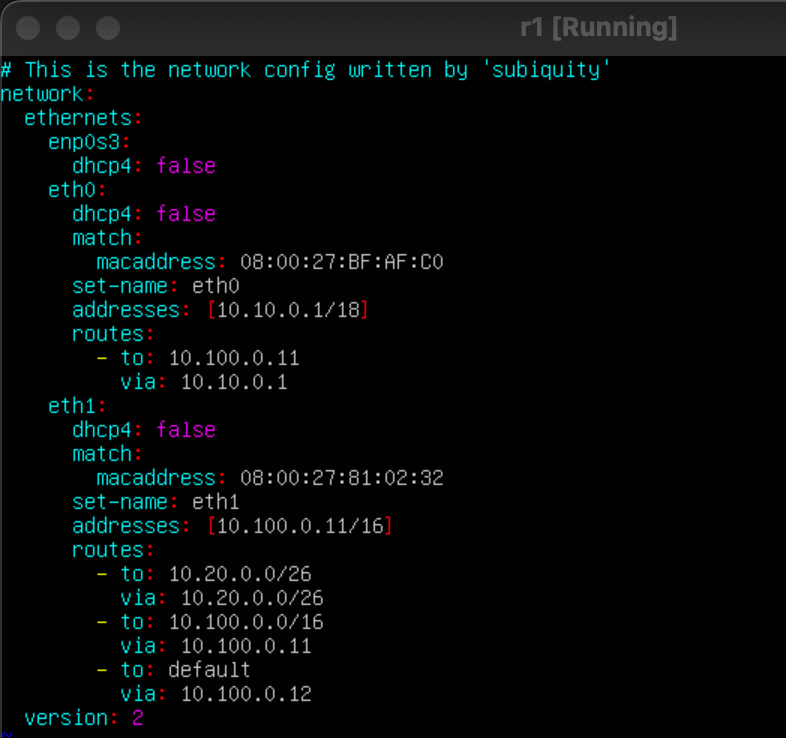 r1 [Running]
# This is the network config written by 'subiquity'
network:
  ethernets:
    enp0s3:
      dhcp4: false
    eth0:
      dhcp4: false
      match:
        macaddress: 08:00:27:BF:AF:C0
      set-name: eth0
      addresses: [10.10.0.1/18]
      routes:
        - to: 10.100.0.11
          via: 10.10.0.1
    eth1:
      dhcp4: false
      match:
        macaddress: 08:00:27:81:02:32
      set-name: eth1
      addresses: [10.100.0.11/16]
      routes:
        - to: 10.20.0.0/26
          via: 10.20.0.0/26
        - to: 10.100.0.0/16
          via: 10.100.0.11
        - to: default
          via: 10.100.0.12
  version: 2
~